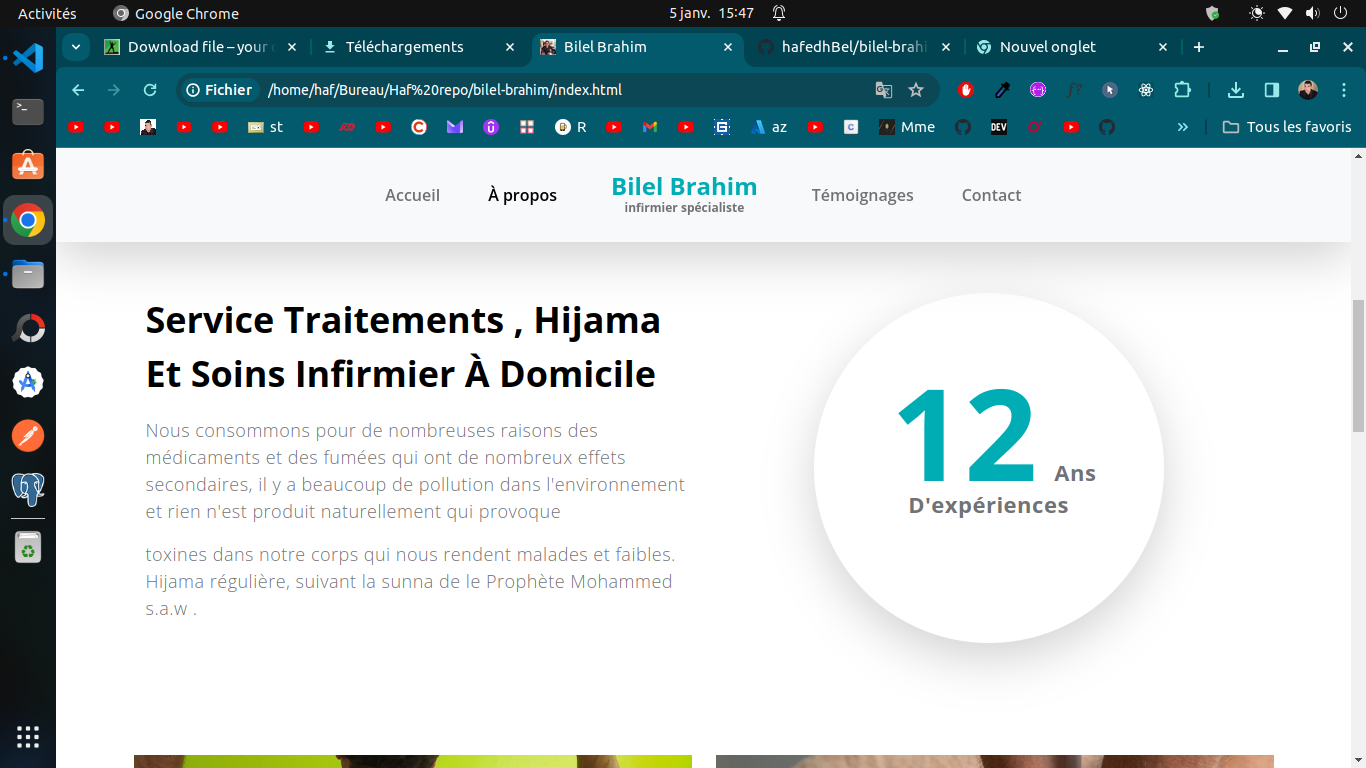 Activités Google Chrome 5 janv. 15:47
Download file – your Téléchargements Bilel Brahim hafedhBel/bilel-brahi Nouvel onglet
Fichier /home/haf/Bureau/Haf%20repo/bilel-brahim/index.html
st R az Mme DEV » Tous les favoris
Accueil À propos Bilel Brahim Témoignages Contact
infirmier spécialiste
Service Traitements , Hijama
Et Soins Infirmier À Domicile
Nous consommons pour de nombreuses raisons des
médicaments et des fumées qui ont de nombreux effets
secondaires, il y a beaucoup de pollution dans l'environnement
et rien n'est produit naturellement qui provoque
toxines dans notre corps qui nous rendent malades et faibles.
Hijama régulière, suivant la sunna de le Prophète Mohammed
s.a.w .
12 Ans
D'expériences